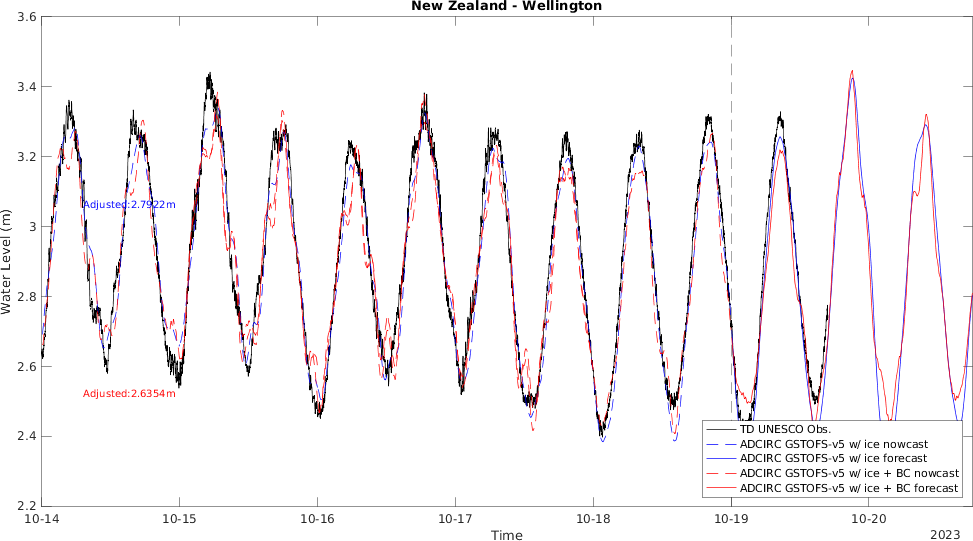 New Zealand - Wellington
3.6
3.4
3.2
3
2.8
2.6
2.4
2.2
Water Level (m)
Adjusted:2.7922m
Adjusted:2.6354m
TD UNESCO Obs.
ADCIRC GSTOFS-v5 w/ ice nowcast
ADCIRC GSTOFS-v5 w/ ice forecast
ADCIRC GSTOFS-v5 w/ ice + BC nowcast
ADCIRC GSTOFS-v5 w/ ice + BC forecast
10-14 10-15 10-16 10-17 10-18 10-19 10-20
Time
2023